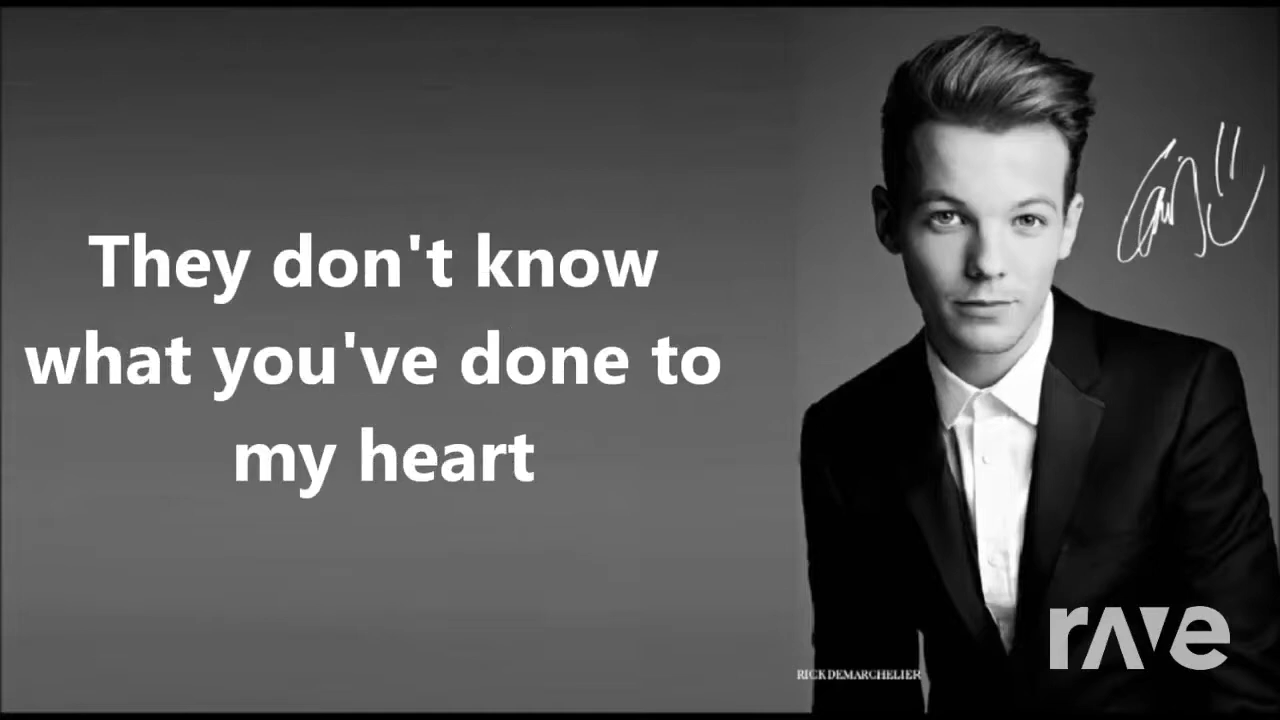 They don't know
what you've done to
my heart
RICK DEMARCHELIER
rave